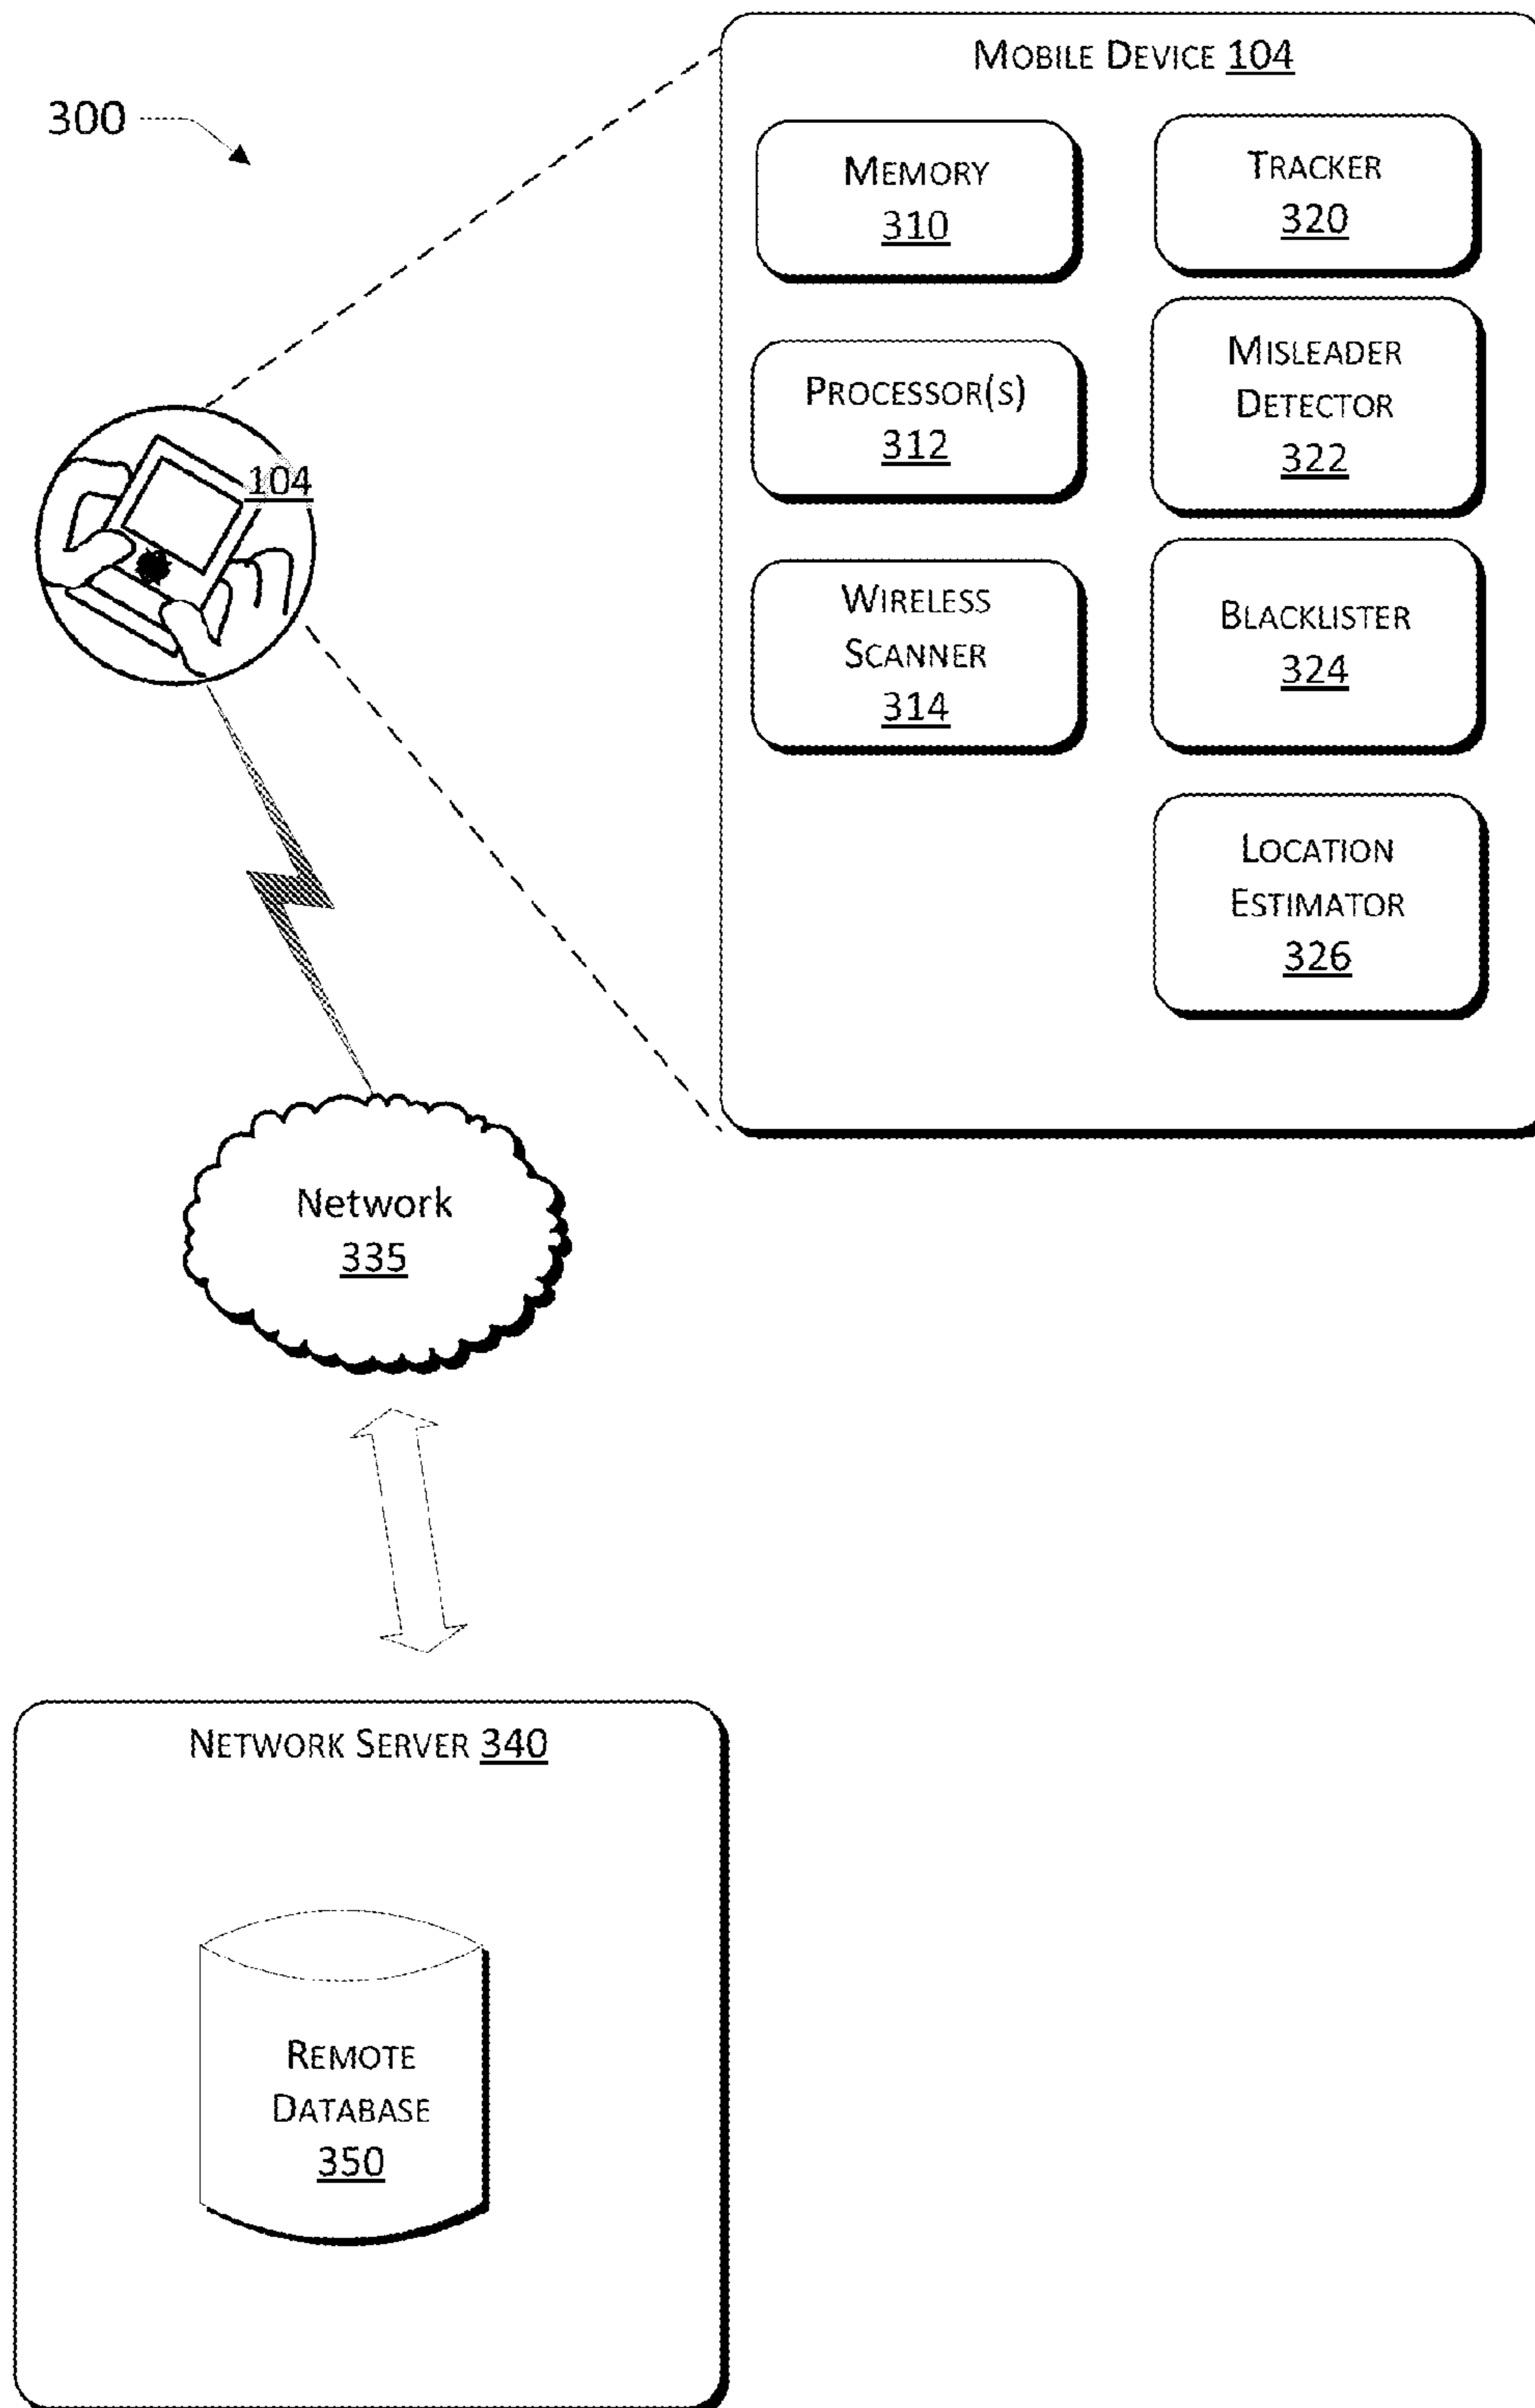 300
MOBILE DEVICE 104
MEMORY
310
TRACKER
320
PROCESSOR(S)
312
MISLEADER
DETECTOR
322
WIRELESS
SCANNER
314
BLACKLISTER
324
LOCATION
ESTIMATOR
326
104
Network
335
NETWORK SERVER 340
REMOTE
DATABASE
350